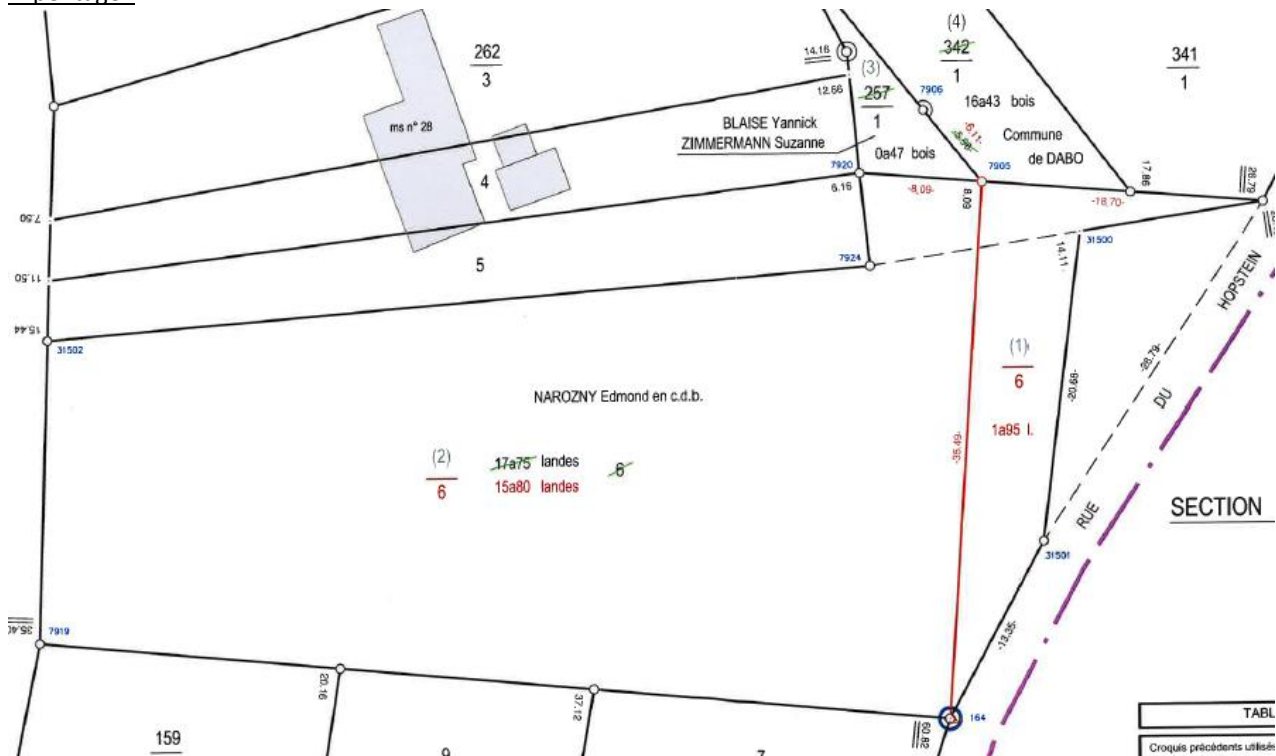 (4)
14.16
262
3
(3)
342
1
341
1
12.66
257
1
7906
16a43 bois
ms n° 28
BLAISE Yannick
ZIMMERMANN Suzanne
-6.11-
Commune
de DABO
0a47 bois
7920
7905
17.86
26.79
4
6.16
-8,09-
8.09
-18,70-
7.50
31500
5
7924
14.11
HOPSTEIN
11.50
15.44
31502
(1)
6
-28.79-
-20.68-
DU
NAROZNY Edmond en c.d.b.
1a95 l.
-35.49-
(2)
6
17a75 landes
15a80 landes
6
SECTION
RUE
31501
35.40
7919
-13.35-
20.16
37.12
60.82
164
159
9
7
TABL
Croquis précédents utilisés